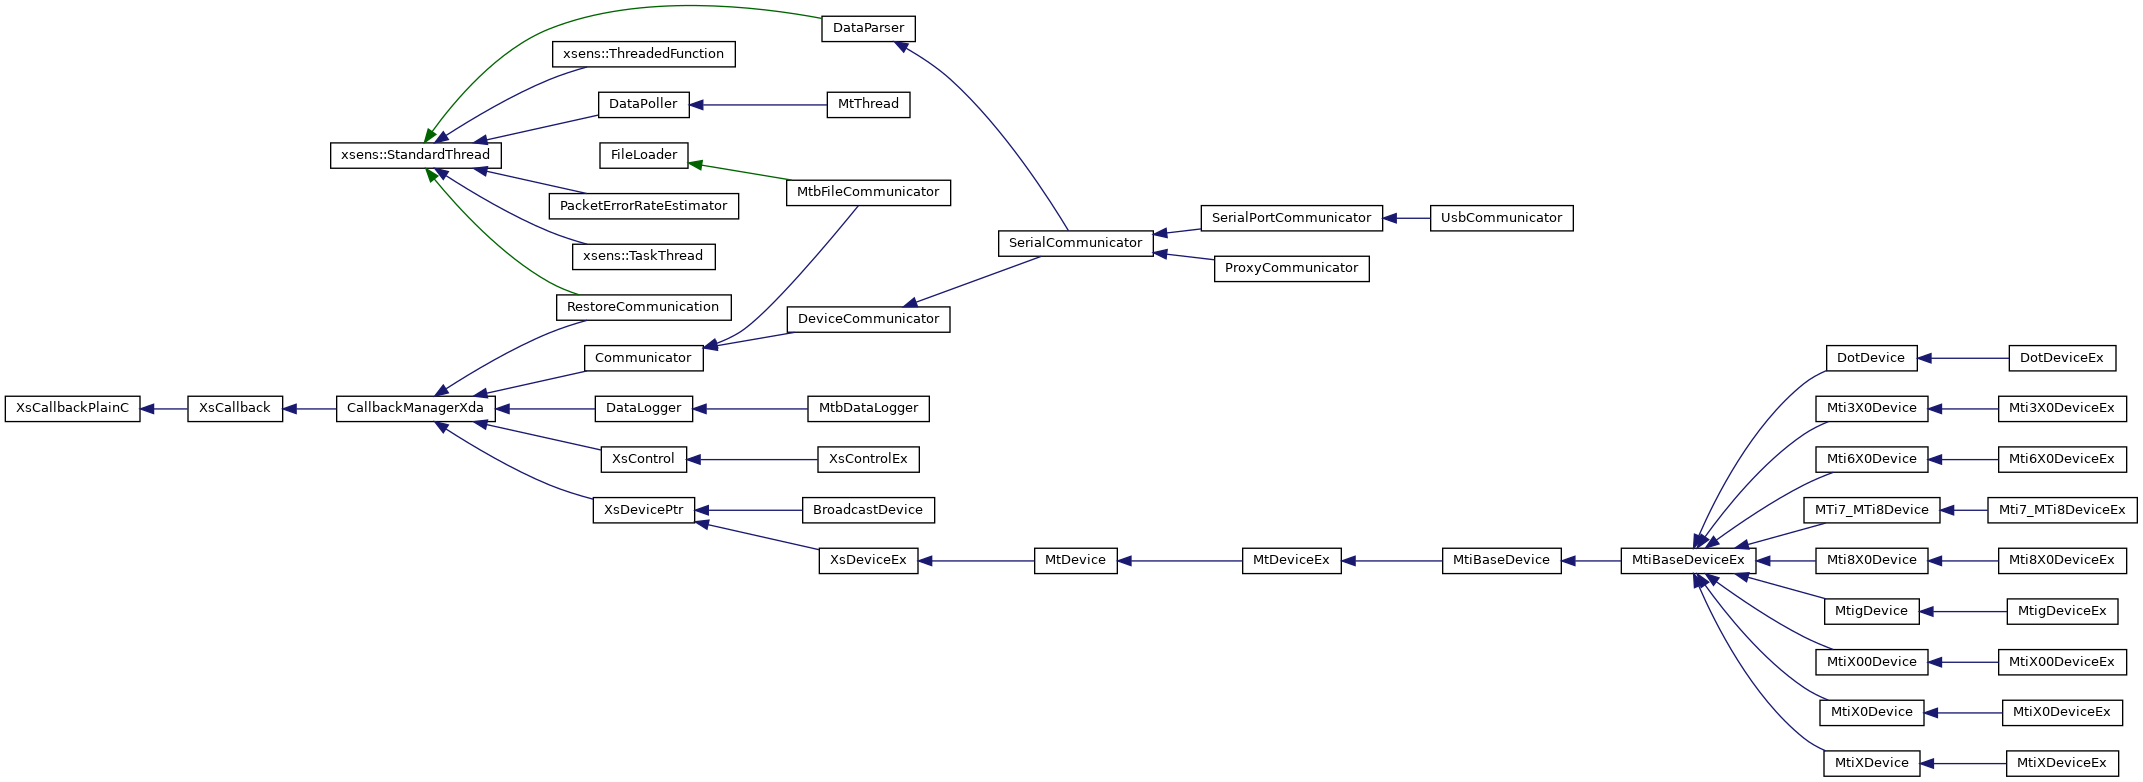 DataParser
xsens::ThreadedFunction
DataPoller
MtThread
xsens::StandardThread
FileLoader
MtbFileCommunicator
PacketErrorRateEstimator
SerialPortCommunicator
UsbCommunicator
SerialCommunicator
xsens::TaskThread
ProxyCommunicator
RestoreCommunication
DeviceCommunicator
Communicator
DotDevice
DotDeviceEx
XsCallbackPlainC
XsCallback
CallbackManagerXda
DataLogger
MtbDataLogger
Mti3X0Device
Mti3X0DeviceEx
XsControl
XsControlEx
Mti6X0Device
Mti6X0DeviceEx
XsDevicePtr
BroadcastDevice
MTi7_MTi8Device
Mti7_MTi8DeviceEx
XsDeviceEx
MtDevice
MtDeviceEx
MtiBaseDevice
MtiBaseDeviceEx
Mti8X0Device
Mti8X0DeviceEx
MtigDevice
MtigDeviceEx
MtiX00Device
MtiX00DeviceEx
MtiX0Device
MtiX0DeviceEx
MtiXDevice
MtiXDeviceEx